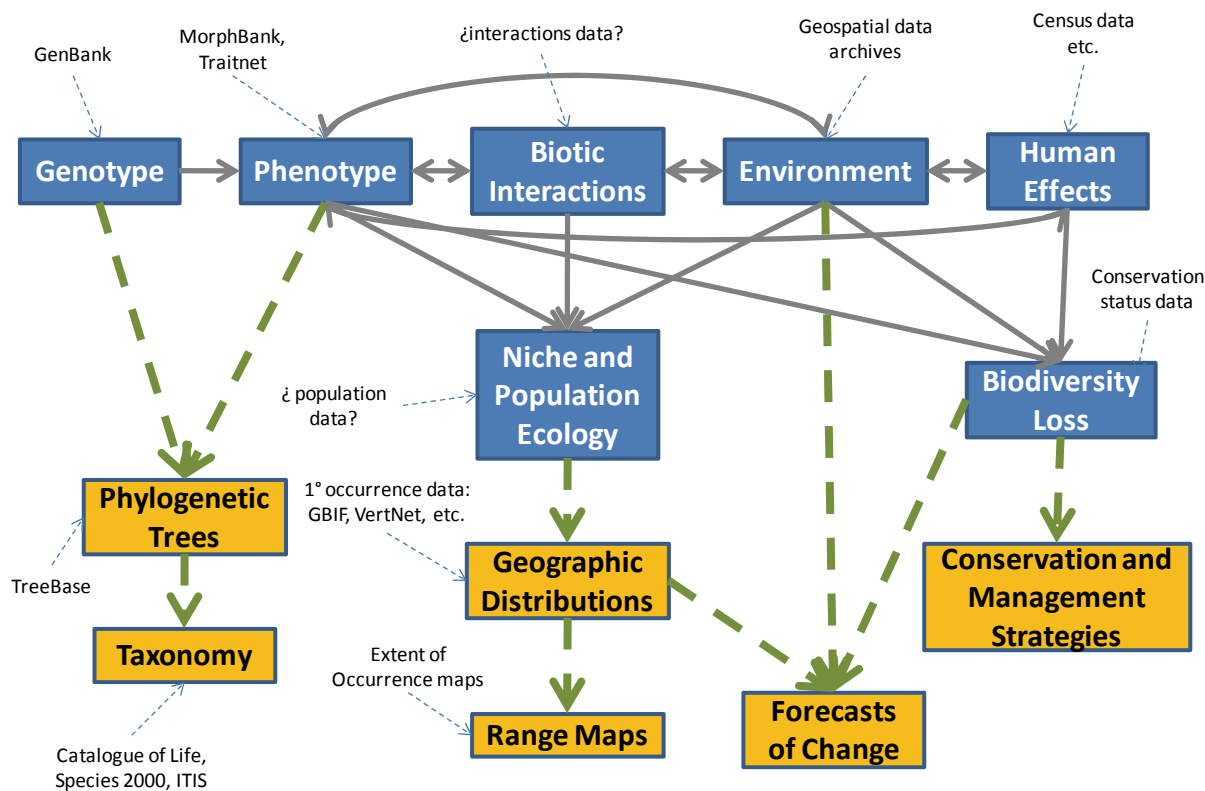 GenBank
MorphBank,
Traitnet
¿interactions data?
Geospatial data
archives
Census data
etc.
Genotype
Phenotype
Biotic
Interactions
Environment
Human
Effects
Conservation
status data
Niche and
Population
Ecology
Biodiversity
Loss
¿ population
data?
Phylogenetic
Trees
1° occurrence data:
GBIF, VertNet, etc.
TreeBase
Geographic
Distributions
Conservation and
Management
Strategies
Taxonomy
Extent of
Occurrence maps
Range Maps
Forecasts
of Change
Catalogue of Life,
Species 2000, ITIS